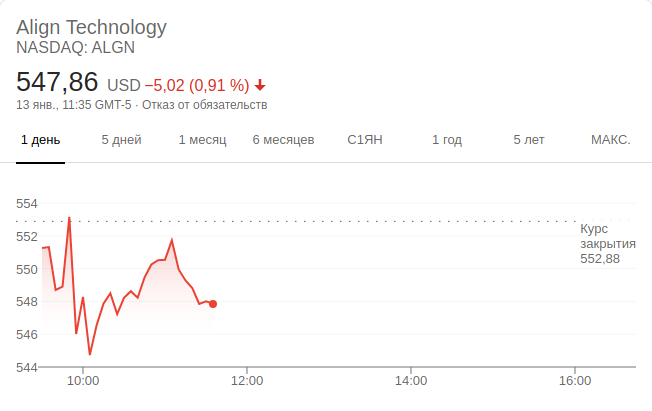 Align Technology
NASDAQ: ALGN
547,86 USD −5,02 (0,91 %)
13 янв., 11:35 GMT-5 · Отказ от обязательств
1 день 5 дней 1 месяц 6 месяцев С1ЯН 1 год 5 лет МАКС.
554
552
550
548
546
544
Курс
закрытия
552,88
10:00 12:00 14:00 16:00